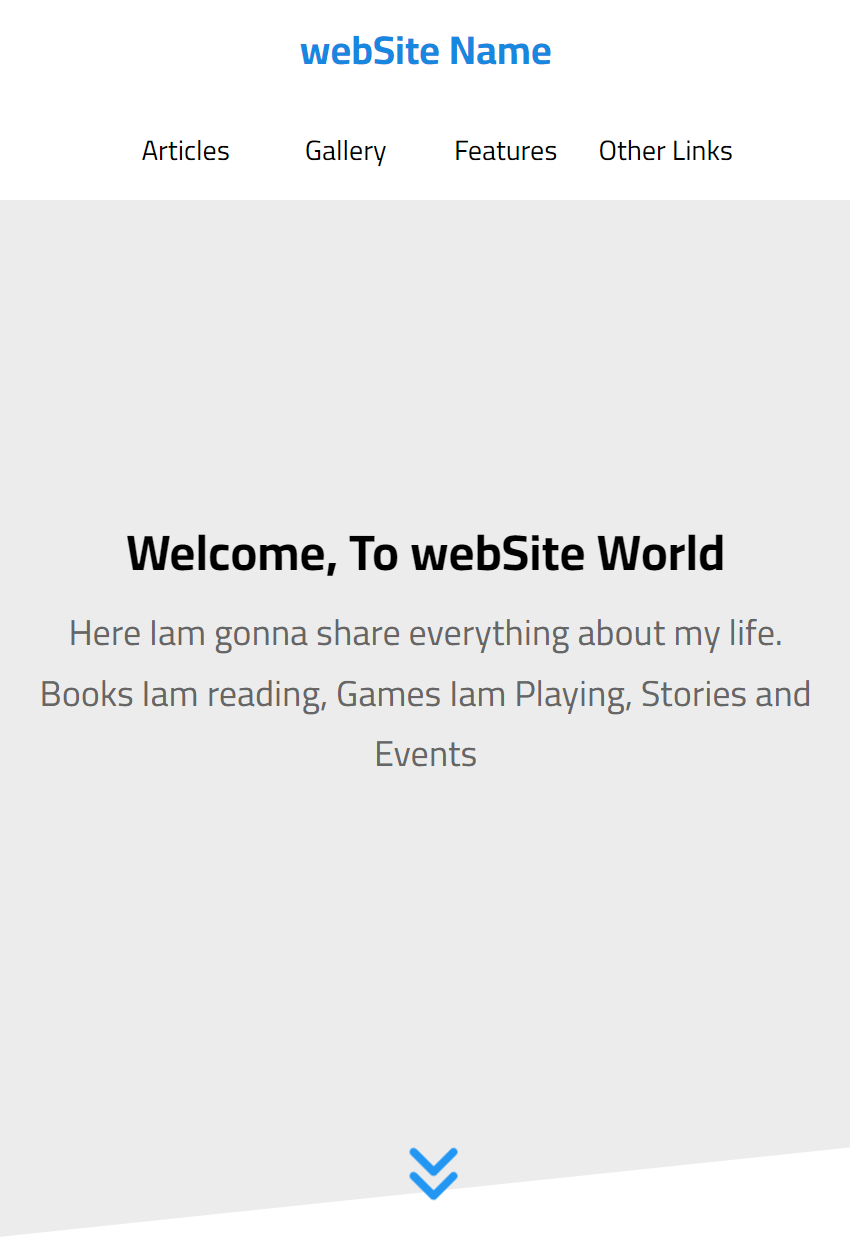 webSite Name
Articles Gallery Features Other Links
Welcome, To webSite World
Here Iam gonna share everything about my life.
Books Iam reading, Games Iam Playing, Stories and
Events